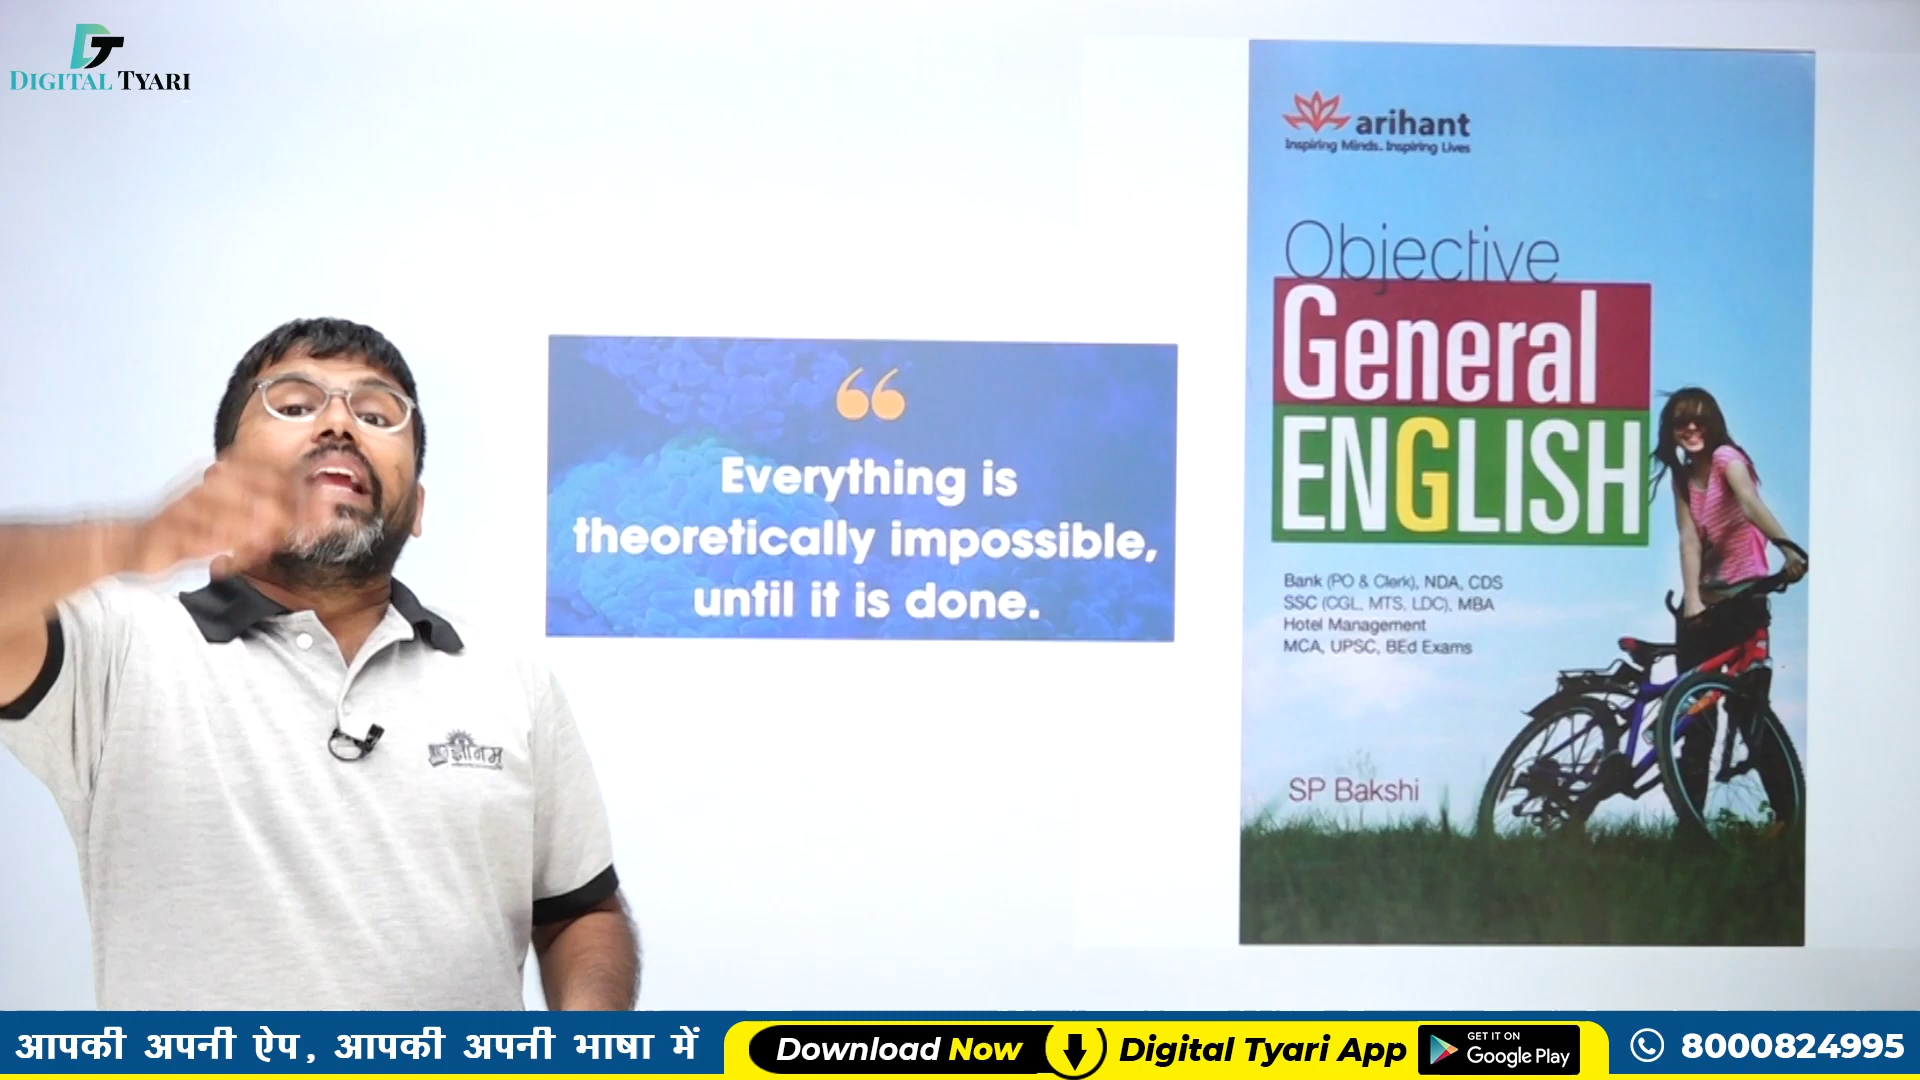 DIGITAL TYARI
arihant
Inspiring Minds. Inspiring Lives
Objective
General
ENGLISH
Bank (PO & Clerk), NDA, CDS
SSC (CGL, MTS, LDC), MBA
Hotel Management
MCA, UPSC, BEd Exams
SP Bakshi
“
Everything is
theoretically impossible,
until it is done.
आपकी अपनी ऐप, आपकी अपनी भाषा में
Download Now
Digital Tyari App
GET IT ON
Google Play
8000824995